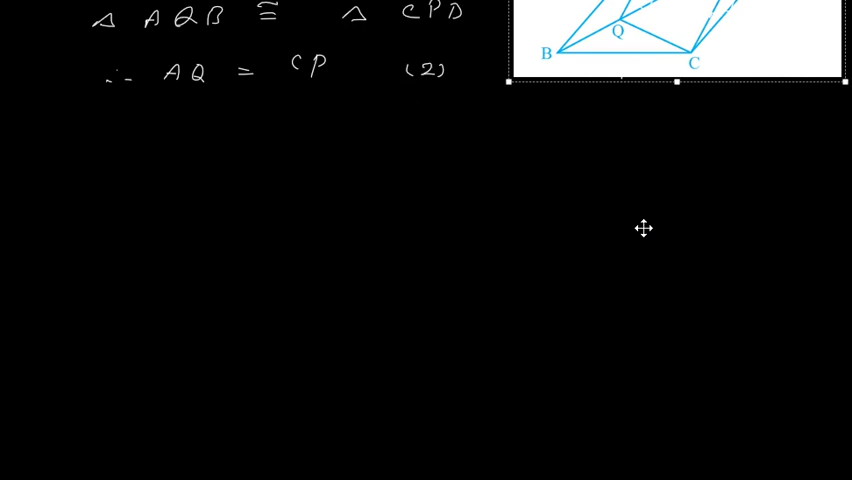 Δ AQB ≅ Δ CPD
∴ AQ = CP (2)
Q
B
C